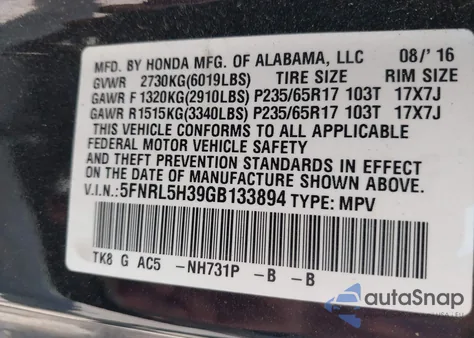 MFD. BY HONDA MFG. OF ALABAMA, LLC 08/'16
GVWR 2730KG(6019LBS) TIRE SIZE RIM SIZE
GAWR F 1320KG(2910LBS) P235/65R17 103T 17X7J
GAWR R1515KG(3340LBS) P235/65R17 103T 17X7J
THIS VEHICLE CONFORMS TO ALL APPLICABLE
FEDERAL MOTOR VEHICLE SAFETY
AND THEFT PREVENTION STANDARDS IN EFFECT
ON THE DATE OF MANUFACTURE SHOWN ABOVE.
V.I.N.: 5FNRL5H39GB133894 TYPE: MPV
TK8 G AC5 -NH731P -B -B
autoSnap